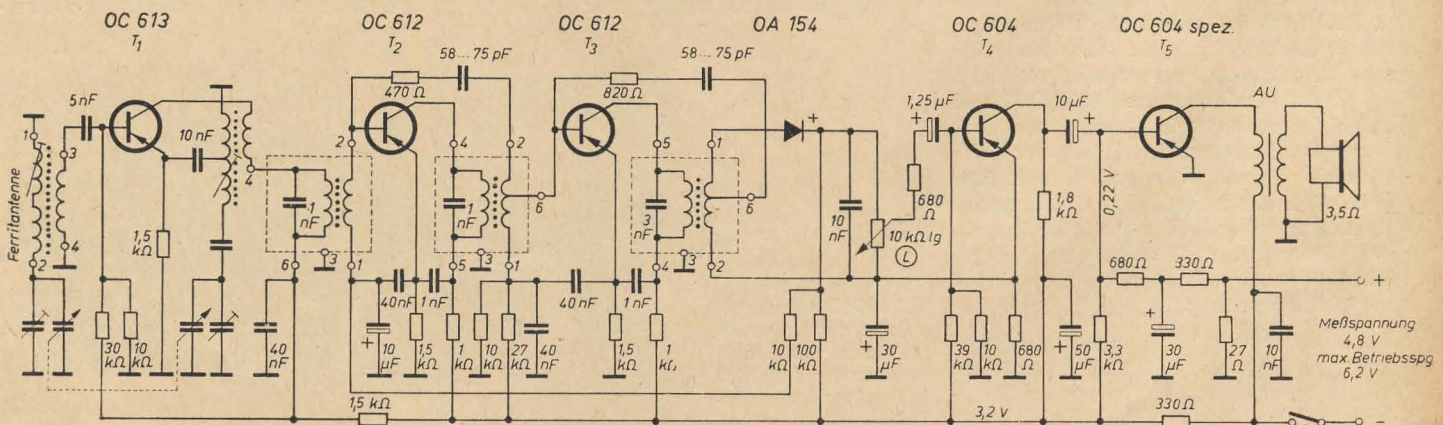 OC 613
T1
OC 612
T2
OC 612
T3
OA 154
OC 604
T4
OC 604 spez.
T5
58...75 pF
58...75 pF
470 Ω
820 Ω
5 nF
10 nF
1,25 µF
10 µF
AU
Ferritantenne
1
3
2
4
4
2
4
2
2
5
1
6
6
1 nF
1 nF
3 nF
10 nF
10 kΩ lg
L
680 Ω
1,8 kΩ
0,22 V
3,5 Ω
1,5 kΩ
6
3
1
5
3
1
4
3
2
40 nF
1 nF
40 nF
1 nF
680 Ω
330 Ω
+
+
+
+
+
+
+
30 kΩ
10 kΩ
40 nF
10 µF
1,5 kΩ
1 kΩ
10 kΩ
27 kΩ
40 nF
1,5 kΩ
1 kΩ
10 kΩ
100 kΩ
30 µF
39 kΩ
10 kΩ
680 Ω
50 µF
3,3 kΩ
30 µF
27 Ω
10 nF
Meßspannung
4,8 V
max. Betriebsspg
6,2 V
1,5 kΩ
3,2 V
330 Ω
-